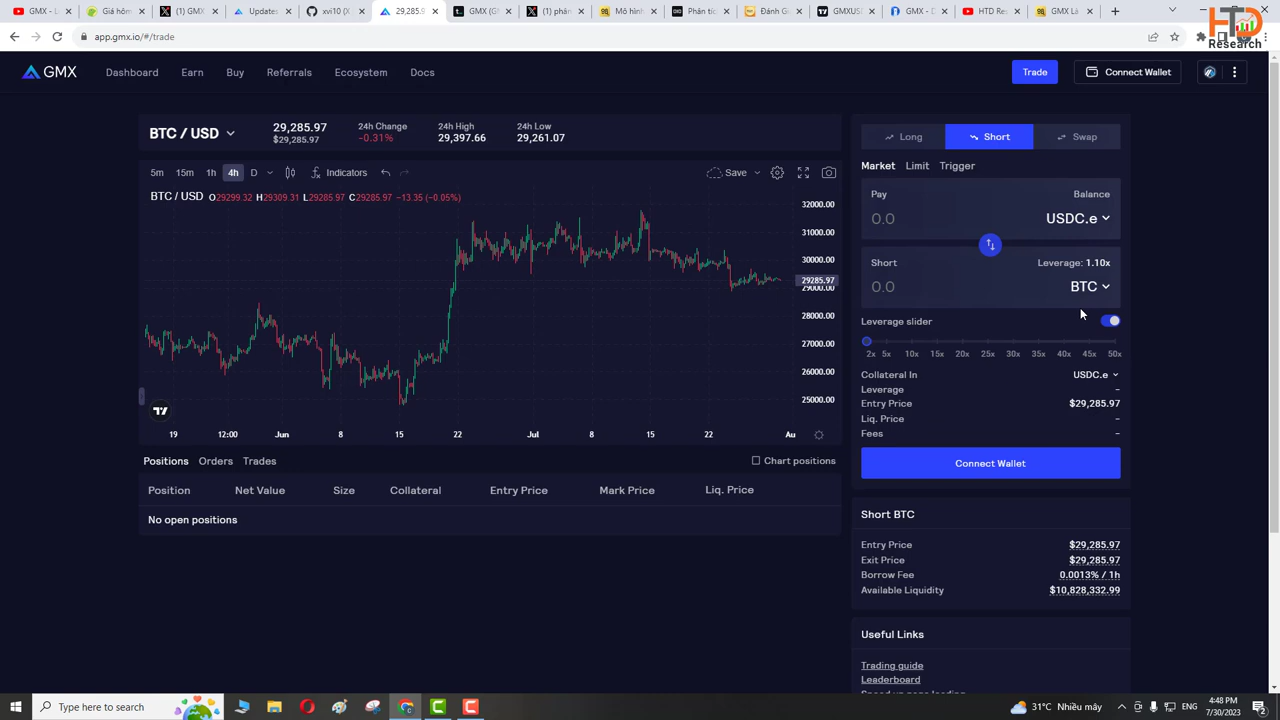 GMX -
Giá hôm
(1) GMX
Updates
xvi10 (X
29,285.9
GMX (G
(1) phân
Mô hình
Phân tíc
Đánh Gi
GMXUS
GMX - D
HTD Res
GMX Li
app.gmx.io/#/trade
HTD
Research
GMX
Dashboard
Earn
Buy
Referrals
Ecosystem
Docs
Trade
Connect Wallet
BTC / USD
29,285.97
$29,285.97
24h Change
-0.31%
24h High
29,397.66
24h Low
29,261.07
5m 15m 1h 4h D
Indicators
Save
BTC / USD O29299.32 H29309.31 L29285.97 C29285.97 −13.35 (−0.05%)
32000.00
31000.00
30000.00
29285.97
29000.00
28000.00
27000.00
26000.00
25000.00
19 12:00 Jun 8 15 22 Jul 8 15 22 Au
Positions Orders Trades
Chart positions
Position Net Value Size Collateral Entry Price Mark Price Liq. Price
No open positions
Long Short Swap
Market Limit Trigger
Pay Balance
0.0 USDC.e
Short Leverage: 1.10x
0.0 BTC
Leverage slider
2x 5x 10x 15x 20x 25x 30x 35x 40x 45x 50x
Collateral In USDC.e
Leverage -
Entry Price $29,285.97
Liq. Price -
Fees -
Connect Wallet
Short BTC
Entry Price $29,285.97
Exit Price $29,285.97
Borrow Fee 0.0013% / 1h
Available Liquidity $10,828,332.99
Useful Links
Trading guide
Leaderboard
Speed up page loading
Type here to search
31°C Nhiều mây
ENG
4:48 PM
7/30/2023
2